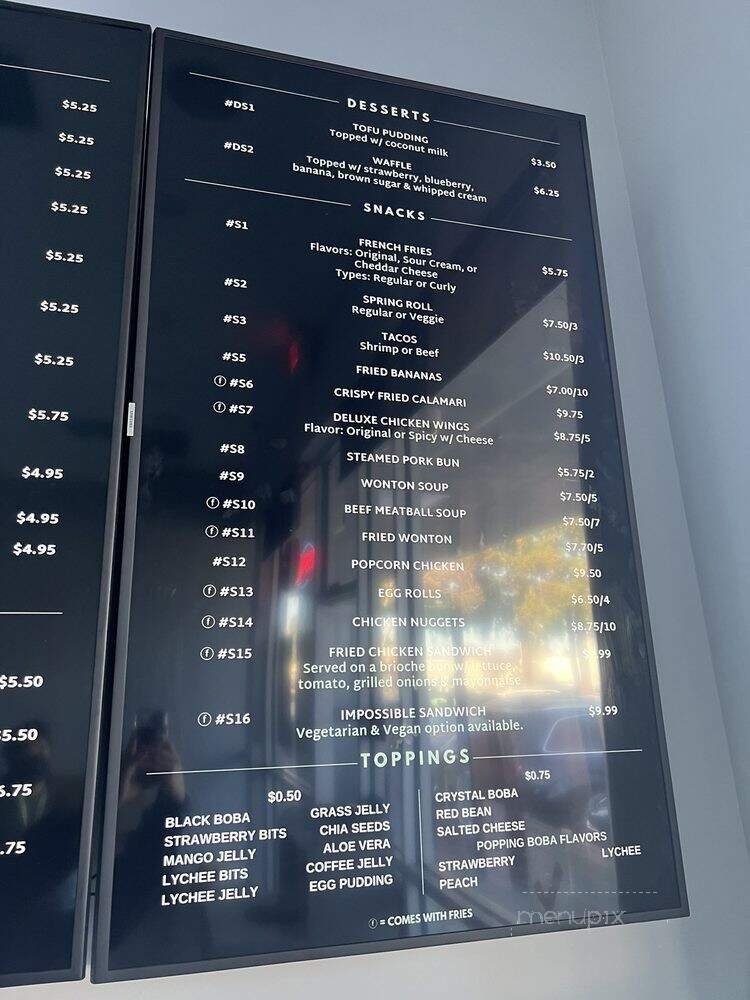 $5.25
$5.25
$5.25
$5.25
$5.25
$5.25
$5.25
$5.75
$4.95
$4.95
$4.95
$5.50
$5.50
5.75
.75
DESSERTS
#DS1
TOFU PUDDING
Topped w/ coconut milk
$3.50
#DS2
WAFFLE
Topped w/ strawberry, blueberry,
banana, brown sugar & whipped cream
$6.25
SNACKS
#S1
FRENCH FRIES
Flavors: Original, Sour Cream, or
Cheddar Cheese
Types: Regular or Curly
$5.75
#S2
SPRING ROLL
Regular or Veggie
$7.50/3
#S3
TACOS
Shrimp or Beef
$10.50/3
#S5
FRIED BANANAS
$7.00/10
ⓕ #S6
CRISPY FRIED CALAMARI
$9.75
ⓕ #S7
DELUXE CHICKEN WINGS
Flavor: Original or Spicy w/ Cheese
$8.75/5
#S8
STEAMED PORK BUN
$5.75/2
#S9
WONTON SOUP
$7.50/5
ⓕ #S10
BEEF MEATBALL SOUP
$7.50/7
ⓕ #S11
FRIED WONTON
$7.70/5
#S12
POPCORN CHICKEN
$9.50
ⓕ #S13
EGG ROLLS
$6.50/4
ⓕ #S14
CHICKEN NUGGETS
$8.75/10
ⓕ #S15
FRIED CHICKEN SANDWICH
Served on a brioche bun w/ lettuce,
tomato, grilled onions & mayonnaise
ⓕ #S16
IMPOSSIBLE SANDWICH
Vegetarian & Vegan option available.
$9.99
TOPPINGS
$0.50
BLACK BOBA
STRAWBERRY BITS
MANGO JELLY
LYCHEE BITS
LYCHEE JELLY
GRASS JELLY
CHIA SEEDS
ALOE VERA
COFFEE JELLY
EGG PUDDING
$0.75
CRYSTAL BOBA
RED BEAN
SALTED CHEESE
POPPING BOBA FLAVORS
STRAWBERRY LYCHEE
PEACH
ⓕ = COMES WITH FRIES
menupix